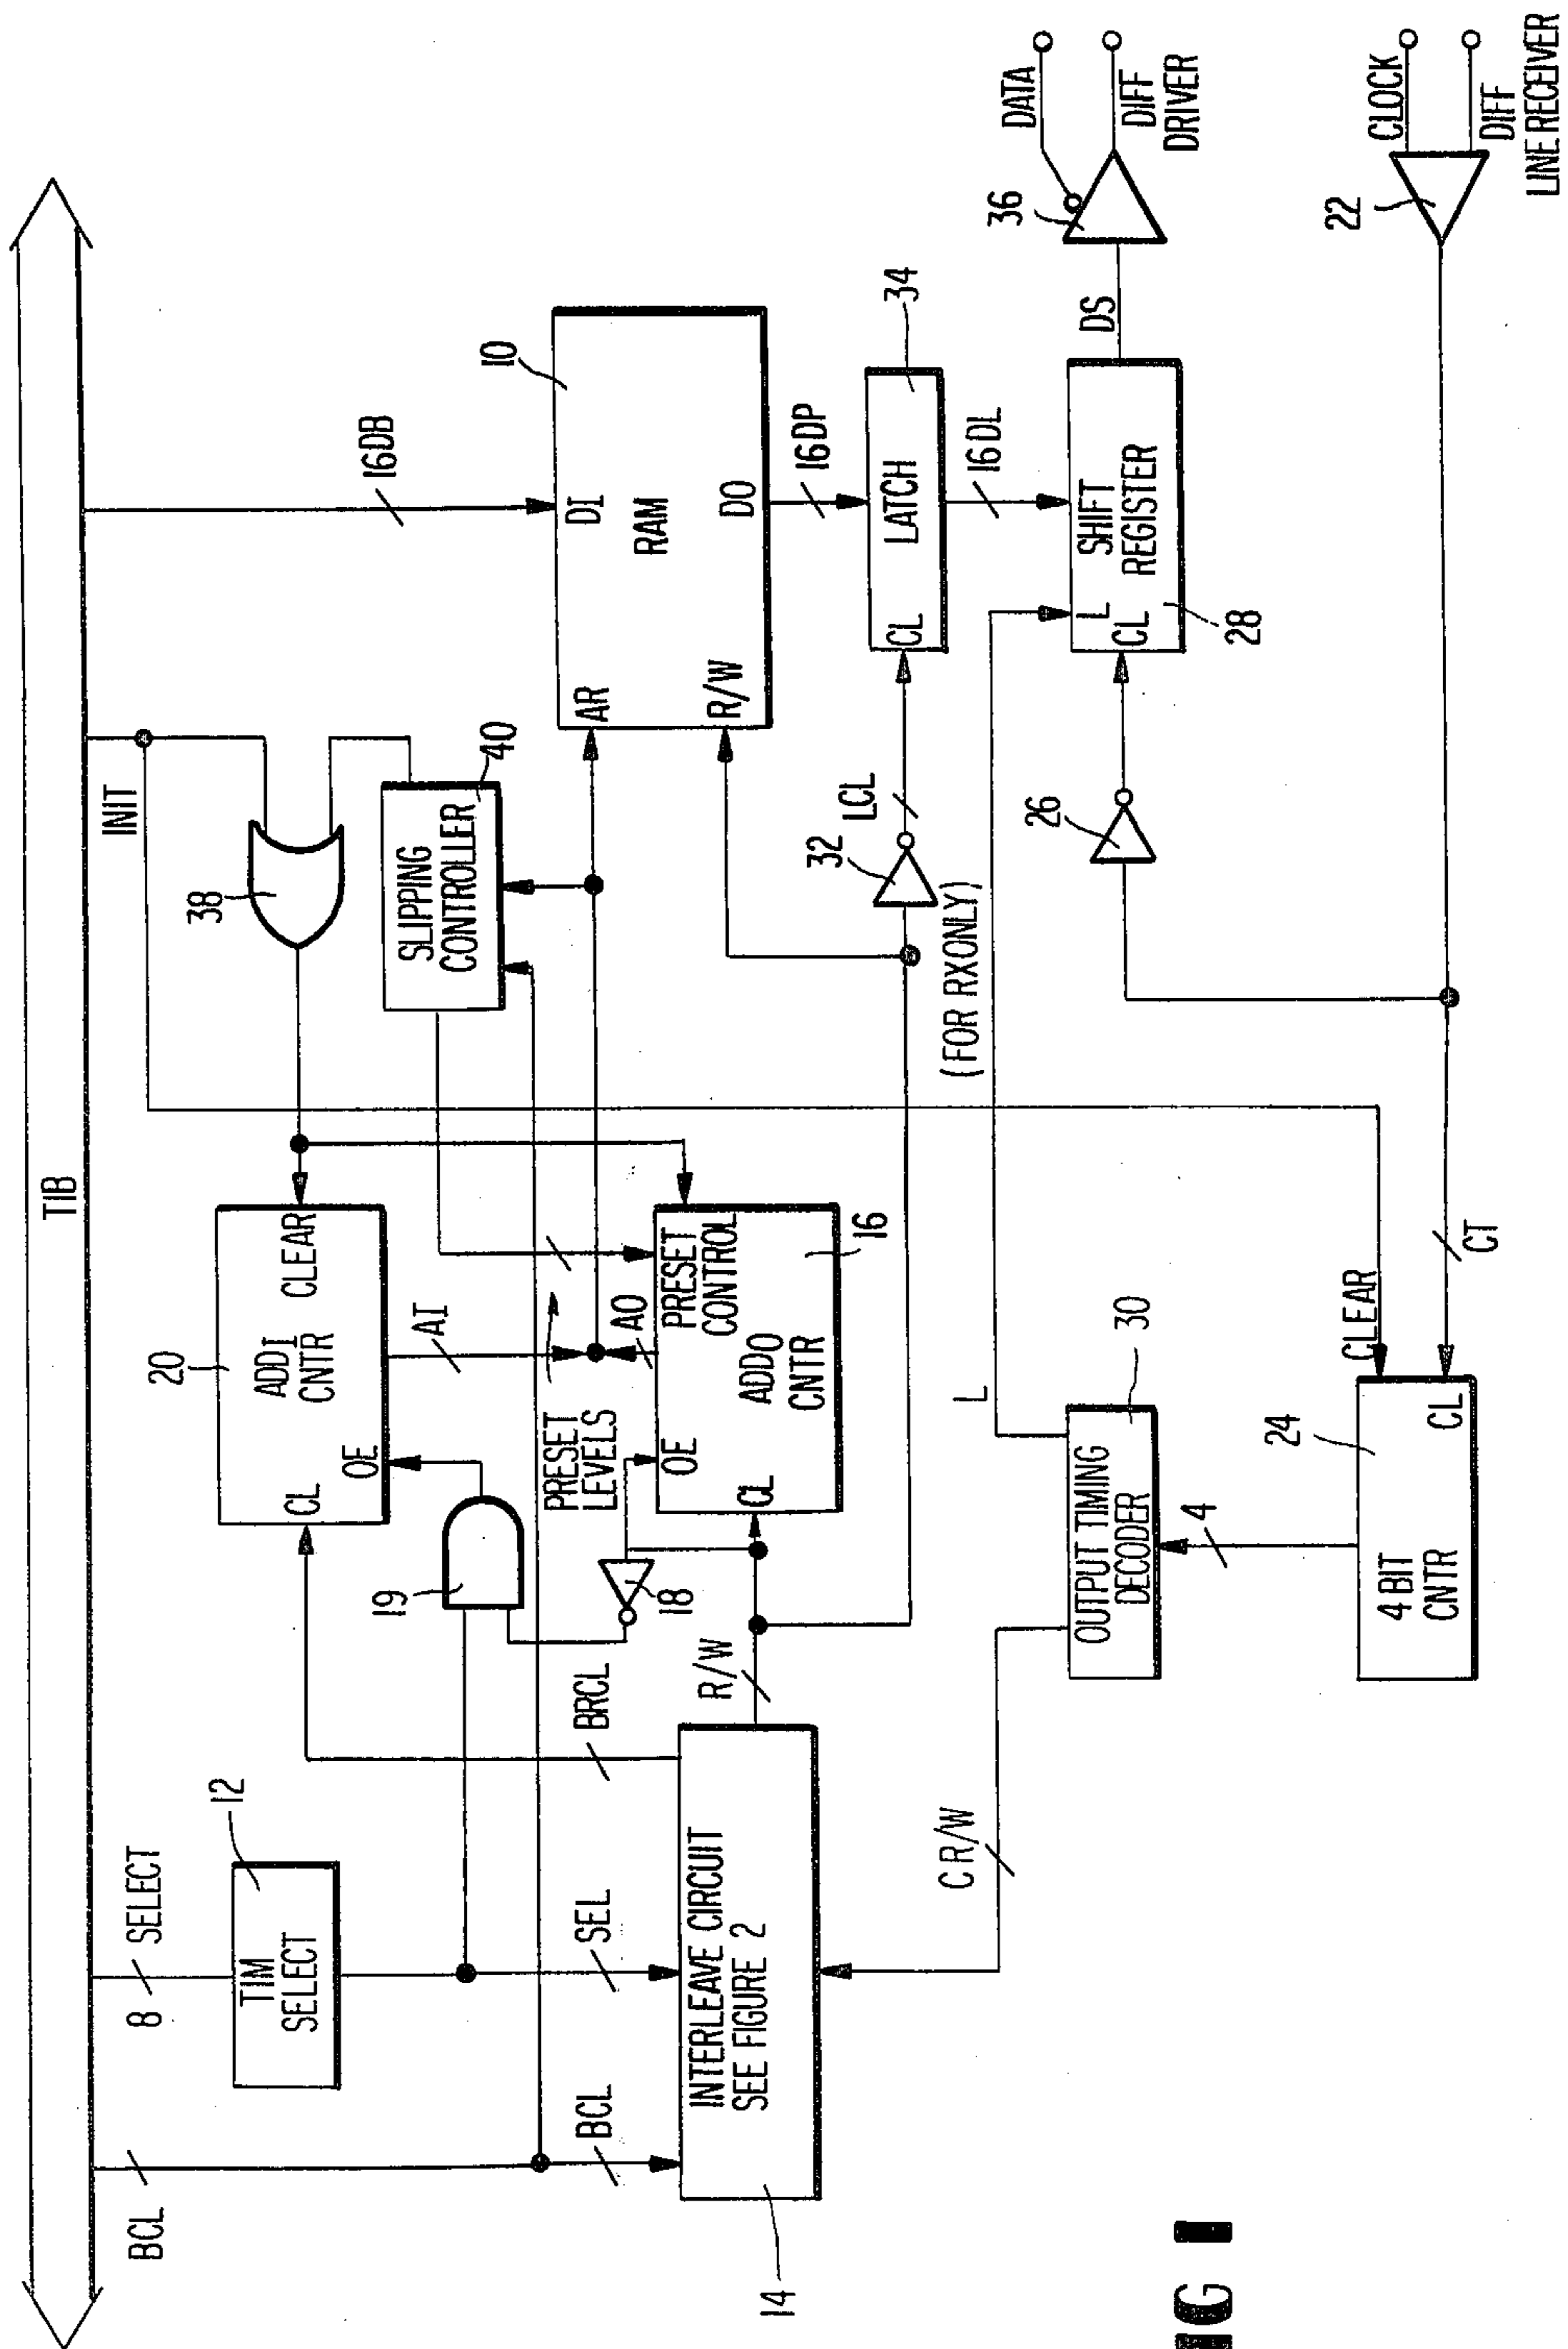 TIB
BCL
8
SELECT
12
TIM
SELECT
BCL
SEL
INTERLEAVE CIRCUIT
SEE FIGURE 2
14
BRCL
R/W
C R/W
19
18
20
CL
OE
ADDI
CNTR
CLEAR
AI
PRESET
LEVELS
AO
OE
CL
PRESET
CONTROL
ADDO
CNTR
16
38
INIT
SLIPPING
CONTROLLER
40
16DB
10
DI
RAM
DO
AR
R/W
16DP
32
LCL
34
CL
LATCH
16DL
(FOR RX ONLY)
L
L
CL
SHIFT
REGISTER
28
26
DS
36
DATA
DIFF
DRIVER
OUTPUT TIMING
DECODER
30
4
4 BIT
CNTR
CL
24
CLEAR
CT
22
CLOCK
DIFF
LINE RECEIVER
IG 1